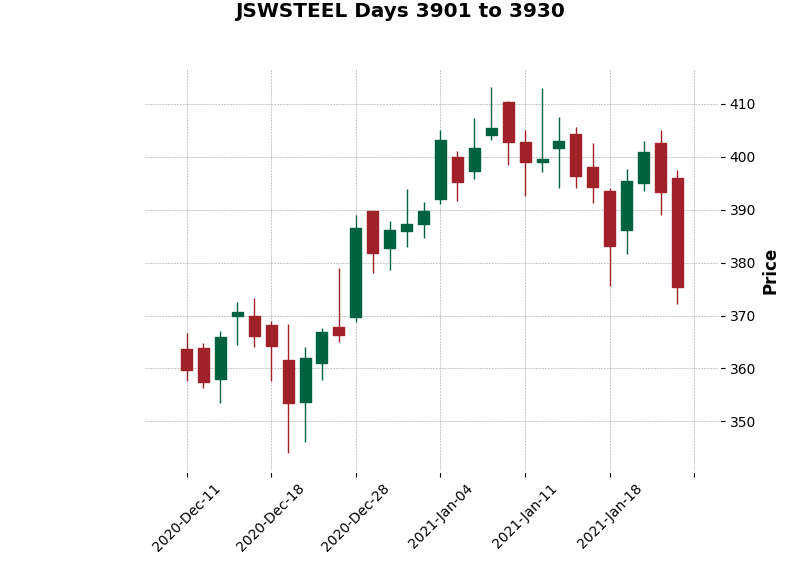 JSWSTEEL Days 3901 to 3930
410
400
390
380
370
360
350
Price
2020-Dec-11
2020-Dec-18
2020-Dec-28
2021-Jan-04
2021-Jan-11
2021-Jan-18